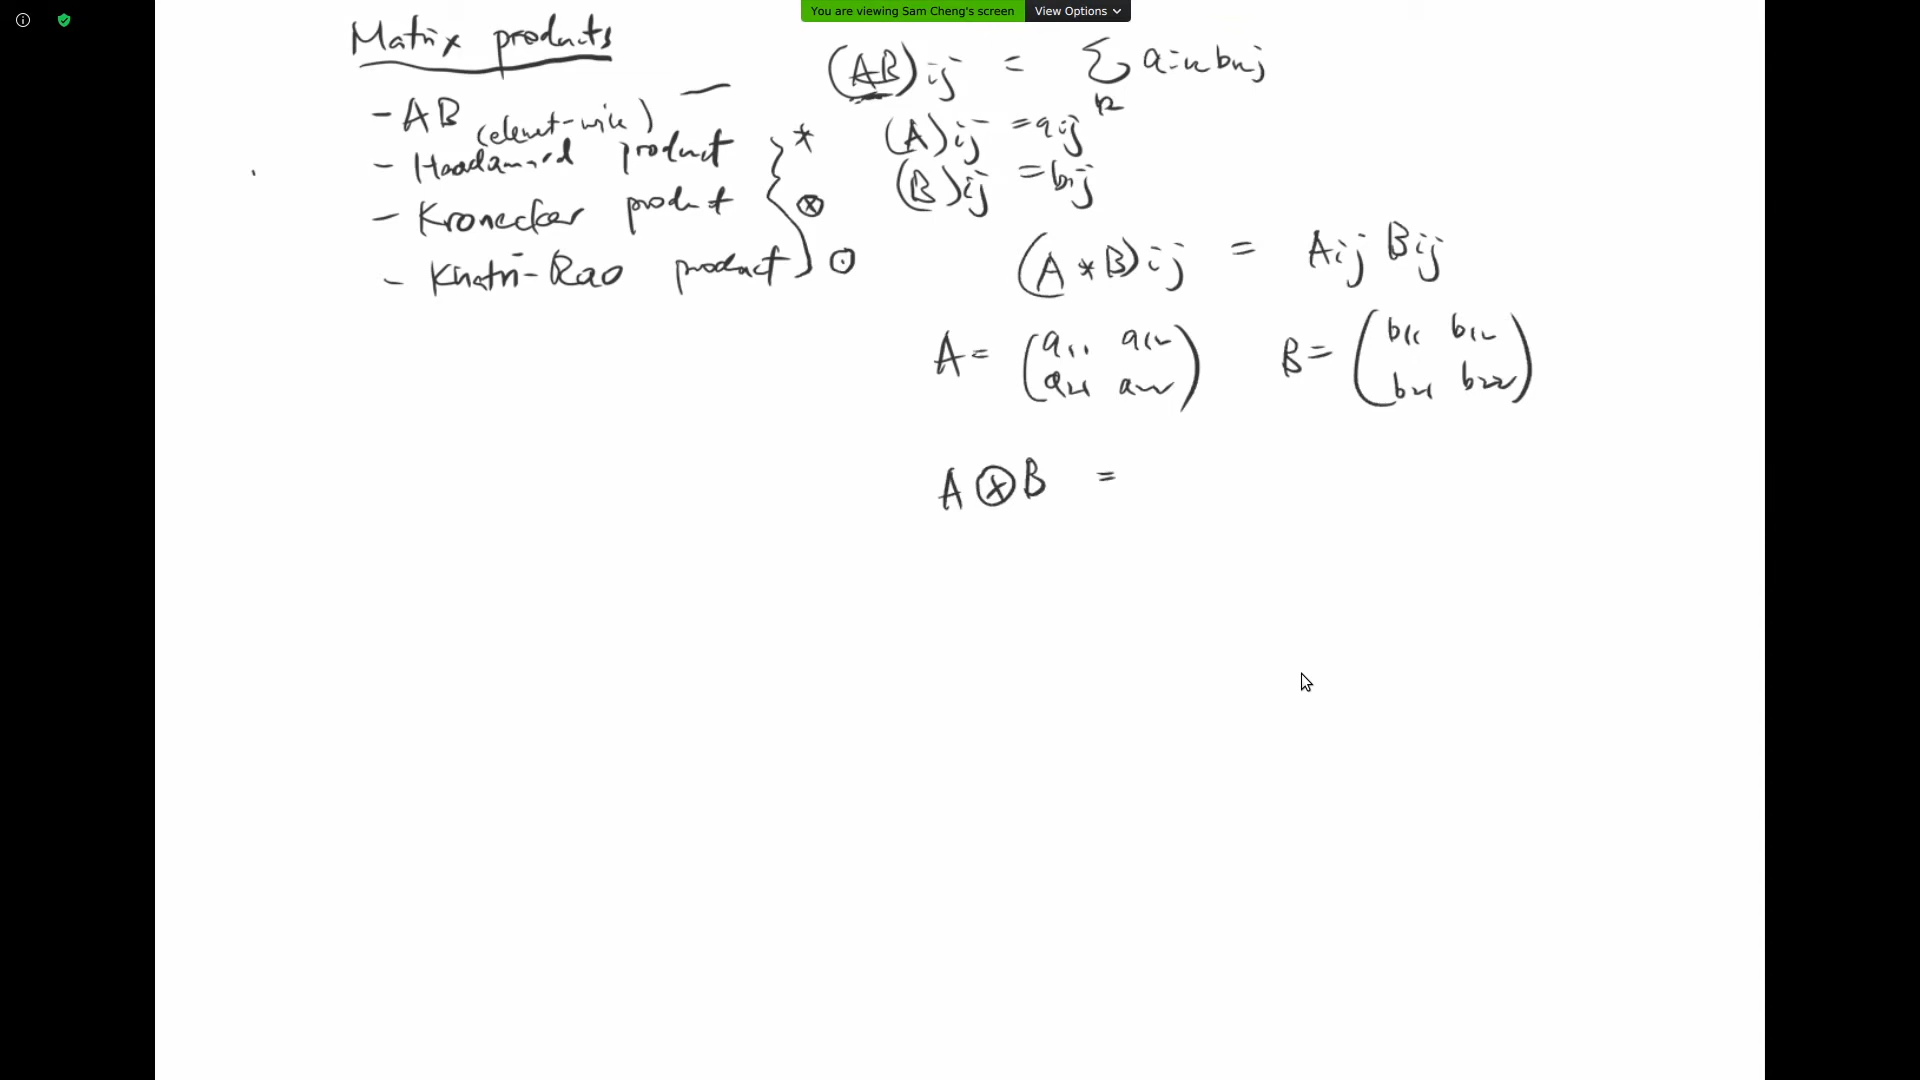 You are viewing Sam Cheng's screen View Options
Matrix products
- AB
(element-wise)
- Haadamard product *
- Kronecker product ⊗
- Khatri-Rao product ⊙
(AB)ij = ∑k aik bkj
(A)ij = aij
(B)ij = bij
(A * B)ij = Aij Bij
A = (a11 a12
a21 a22)
B = (b11 b12
b21 b22)
A ⊗ B =